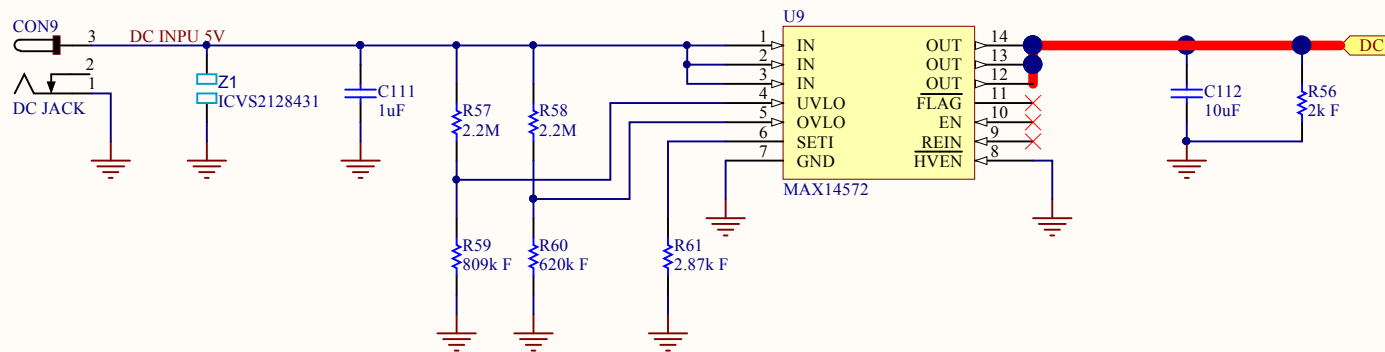 CON9
3
DC INPU 5V
2
1
DC JACK
Z1
ICVS2128431
C111
1uF
R57
2.2M
R58
2.2M
R59
809k F
R60
620k F
R61
2.87k F
U9
1 IN OUT 14
2 IN OUT 13
3 IN OUT 12
4 UVLO FLAG 11
5 OVLO EN 10
6 SETI REIN 9
7 GND HVEN 8
MAX14572
C112
10uF
R56
2k F
DC